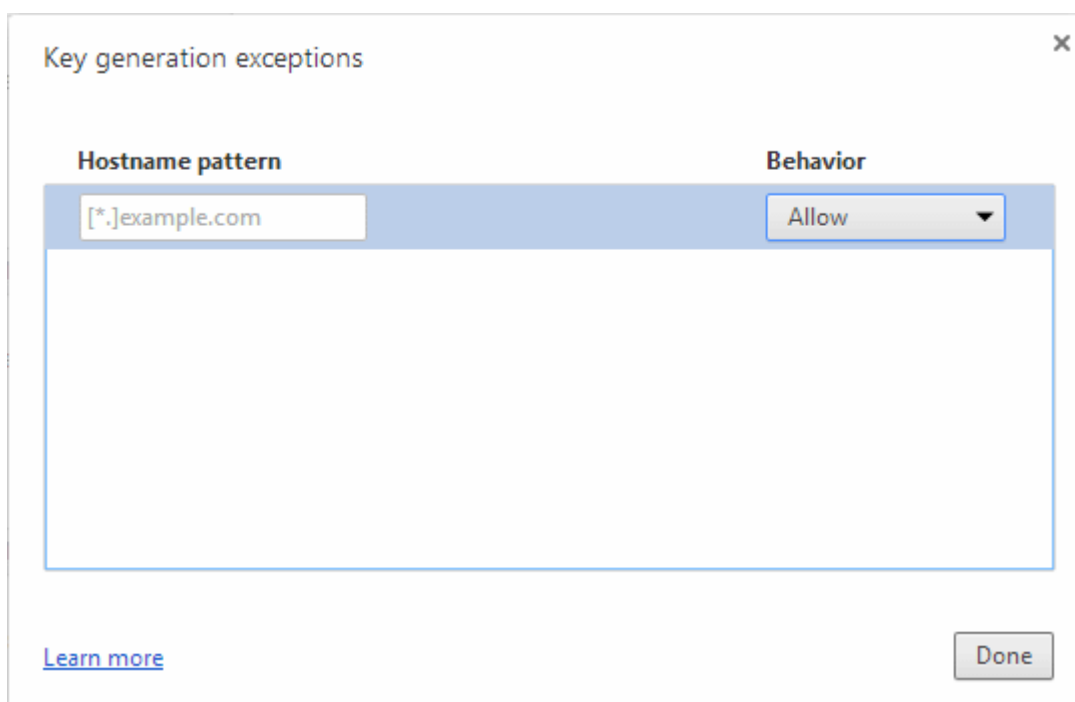 Key generation exceptions
Hostname pattern Behavior
[*.]example.com Allow
Learn more Done